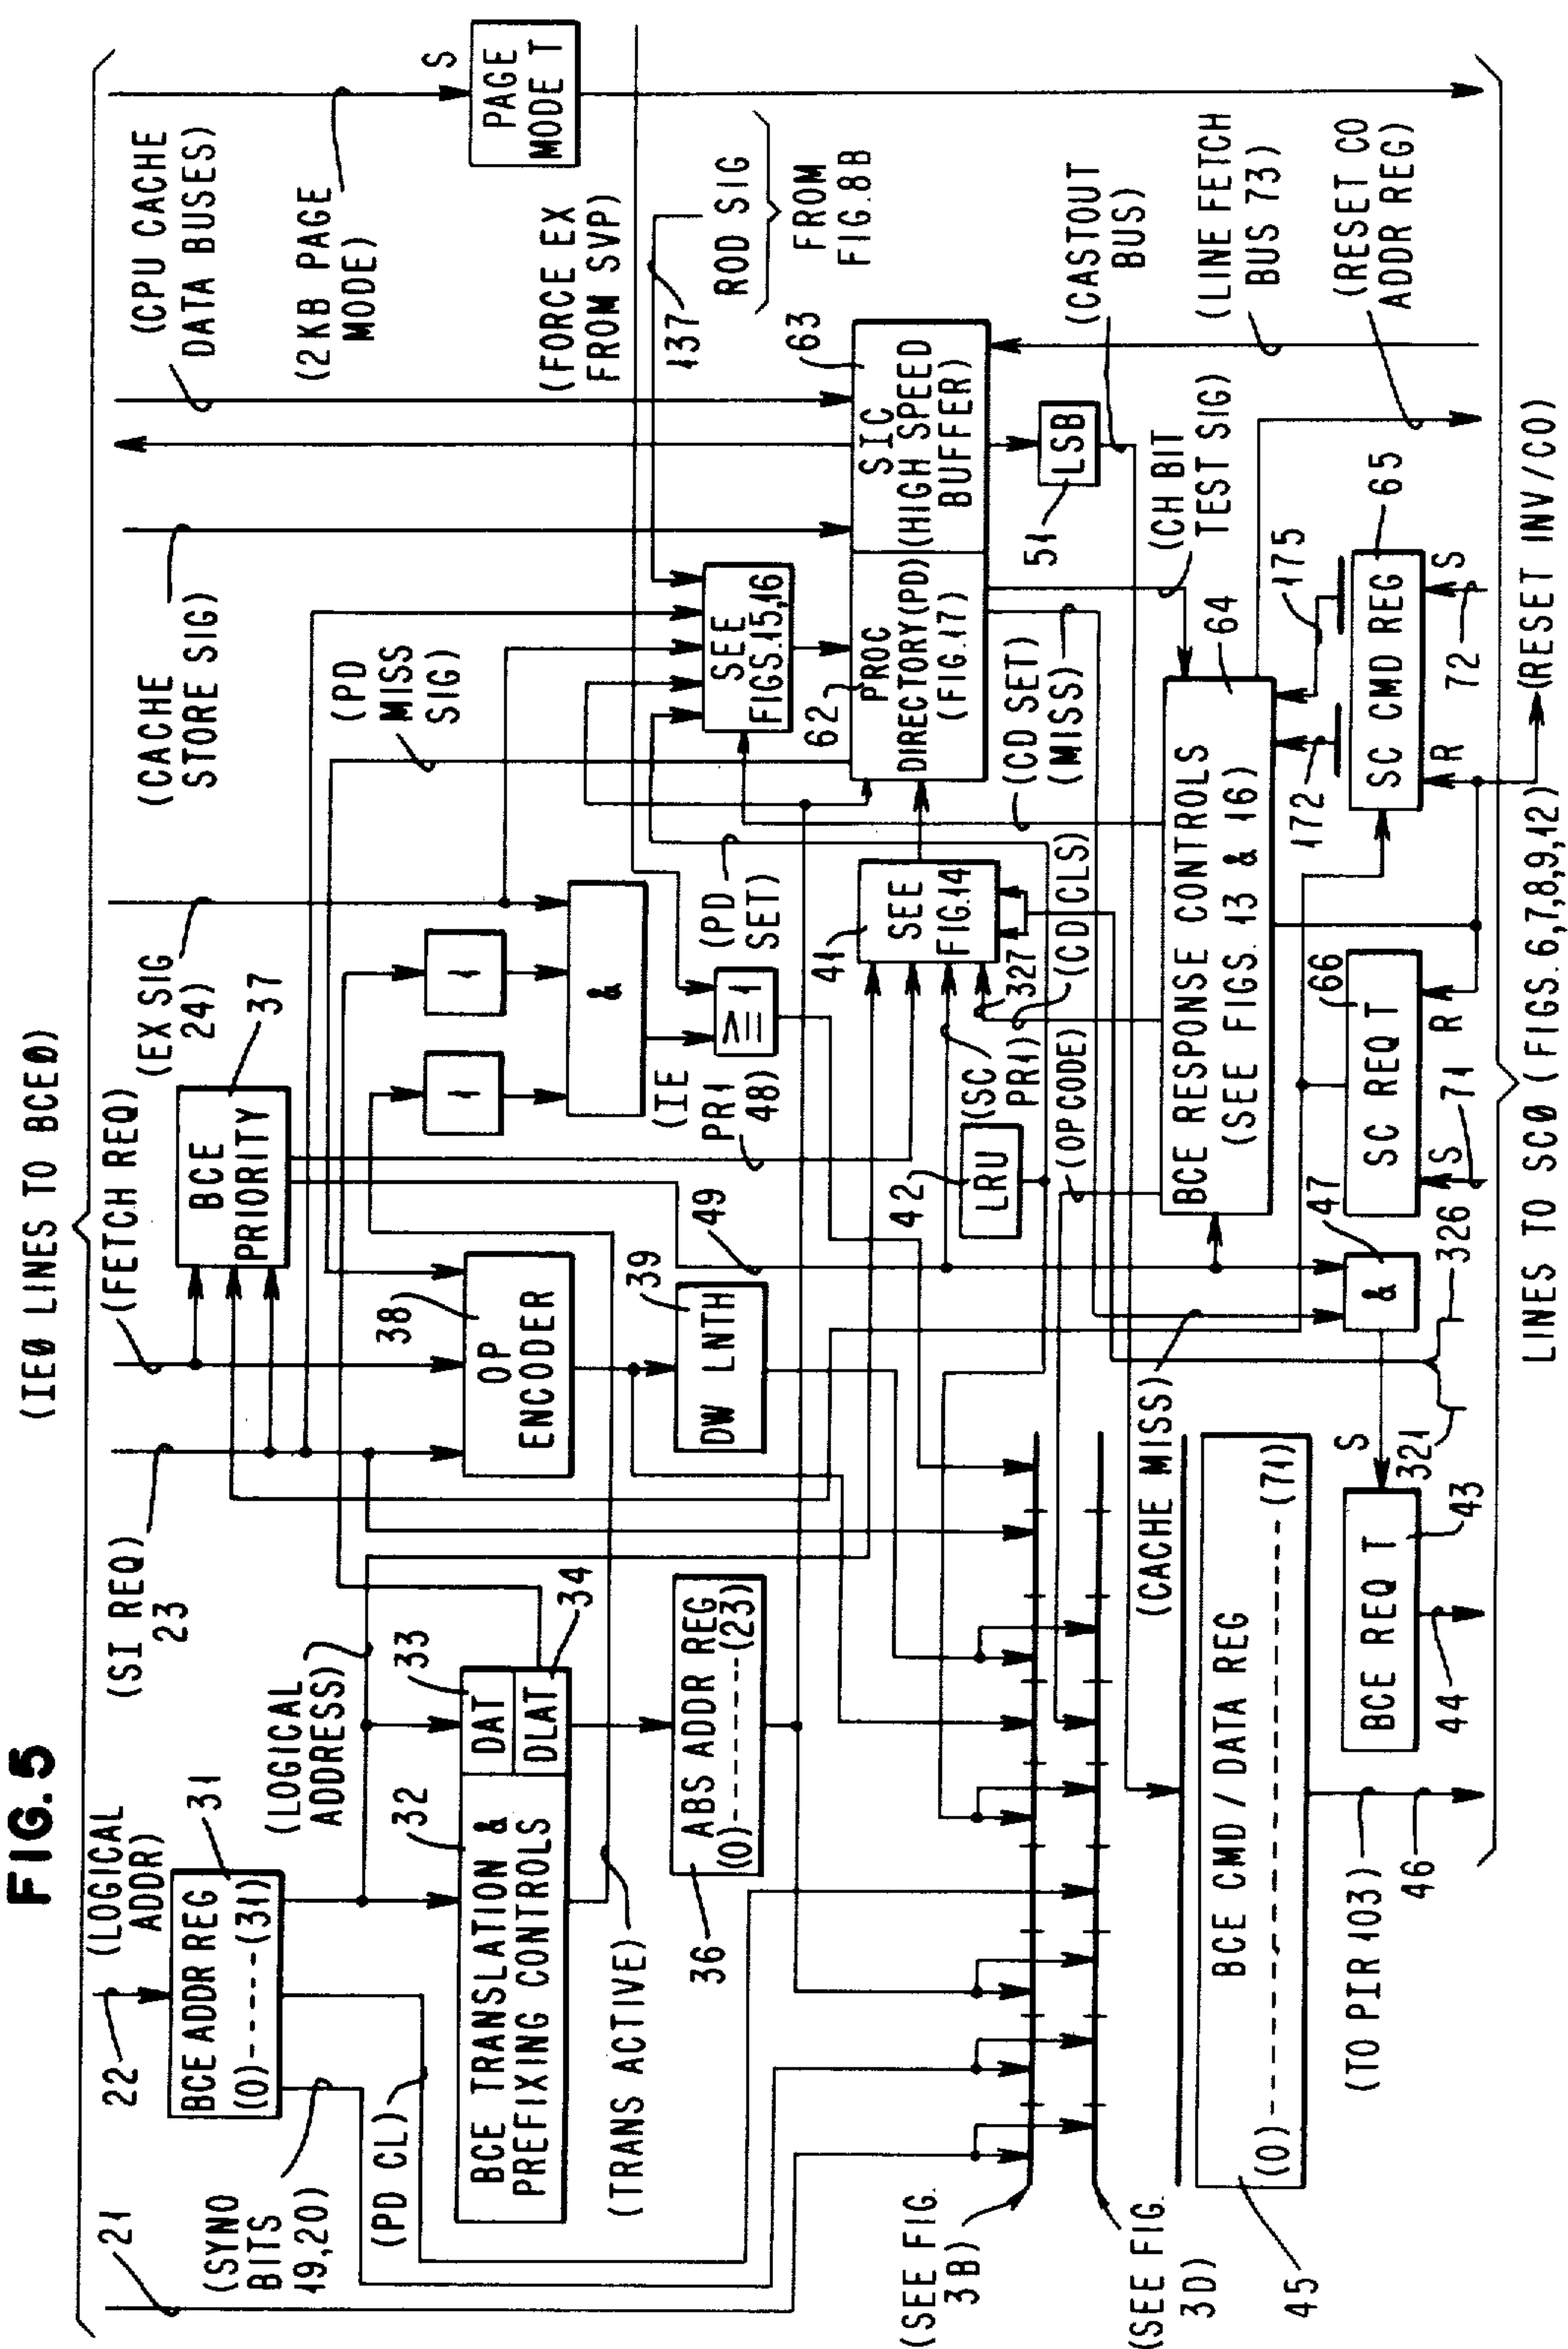 FIG.5
(IEØ LINES TO BCEØ)
21
(SYNO
BITS
19,20)
22
(LOGICAL
ADDR)
BCE ADDR REG
(0)-----(31)
31
(PD CL)
(LOGICAL
ADDRESS)
(SI REQ)
23
(FETCH REQ)
BCE
PRIORITY
37
(EX SIG
24)
(CACHE
STORE SIG)
(CPU CACHE
DATA BUSES)
(2KB PAGE
MODE)
S
PAGE
MODE T
BCE TRANSLATION &
PREFIXING CONTROLS
32
DAT
33
DLAT
34
(TRANS ACTIVE)
OP
ENCODER
38
1
1
&
(PD
MISS
SIG)
(FORCE EX
FROM SVP)
137
ROD SIG
FROM
FIG.8B
36
ABS ADDR REG
(0)------(23)
DW LNTH
39
49
(IE
PR1
48)
≥1
(PD
SET)
SEE
FIGS.15,16
41
SEE
FIG.14
62
PROC
DIRECTORY(PD)
(FIG.17)
SIC
(HIGH SPEED
BUFFER)
63
42
LRU
(SC
PR1)
327
(CD CLS)
(OP CODE)
(CD SET)
(MISS)
51
LSB
(CASTOUT
BUS)
(CH BIT
TEST SIG)
(LINE FETCH
BUS 73)
(RESET CO
ADDR REG)
(SEE FIG.
3B)
(SEE FIG.
3D)
(CACHE MISS)
BCE RESPONSE CONTROLS
(SEE FIGS. 13 & 16)
64
172
175
45
BCE CMD / DATA REG
(0)------(71)
47
&
SC REQ T
66
S
R
71
SC CMD REG
65
R
S
72
(TO PIR 103)
46
BCE REQ T
S
43
44
321
326
(RESET INV/CO)
LINES TO SCØ (FIGS.6,7,8,9,12)